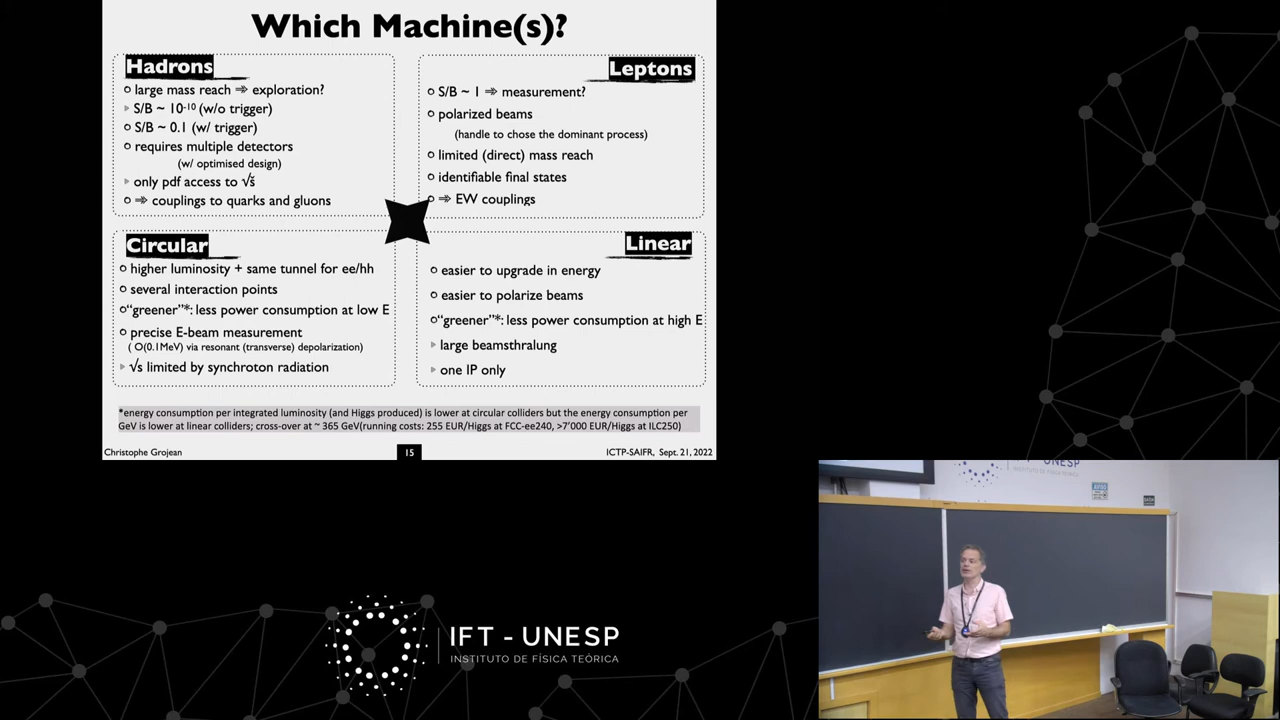 Which Machine(s)?
Hadrons
large mass reach ⇒ exploration?
S/B ~ 10⁻¹⁰ (w/o trigger)
S/B ~ 0.1 (w/ trigger)
requires multiple detectors
(w/ optimised design)
only pdf access to √ŝ
⇒ couplings to quarks and gluons
Leptons
S/B ~ 1 ⇒ measurement?
polarized beams
(handle to chose the dominant process)
limited (direct) mass reach
identifiable final states
⇒ EW couplings
Circular
higher luminosity + same tunnel for ee/hh
several interaction points
“greener”*: less power consumption at low E
precise E-beam measurement
( O(0.1MeV) via resonant (transverse) depolarization)
√s limited by synchroton radiation
Linear
easier to upgrade in energy
easier to polarize beams
“greener”*: less power consumption at high E
large beamsthralung
one IP only
*energy consumption per integrated luminosity (and Higgs produced) is lower at circular colliders but the energy consumption per
GeV is lower at linear colliders; cross-over at ~ 365 GeV(running costs: 255 EUR/Higgs at FCC-ee240, >7’000 EUR/Higgs at ILC250)
Christophe Grojean
15
ICTP-SAIFR, Sept. 21, 2022
IFT - UNESP
INSTITUTO DE FÍSICA TEÓRICA
IFT - UNESP
INSTITUTO DE FÍSICA TEÓRICA